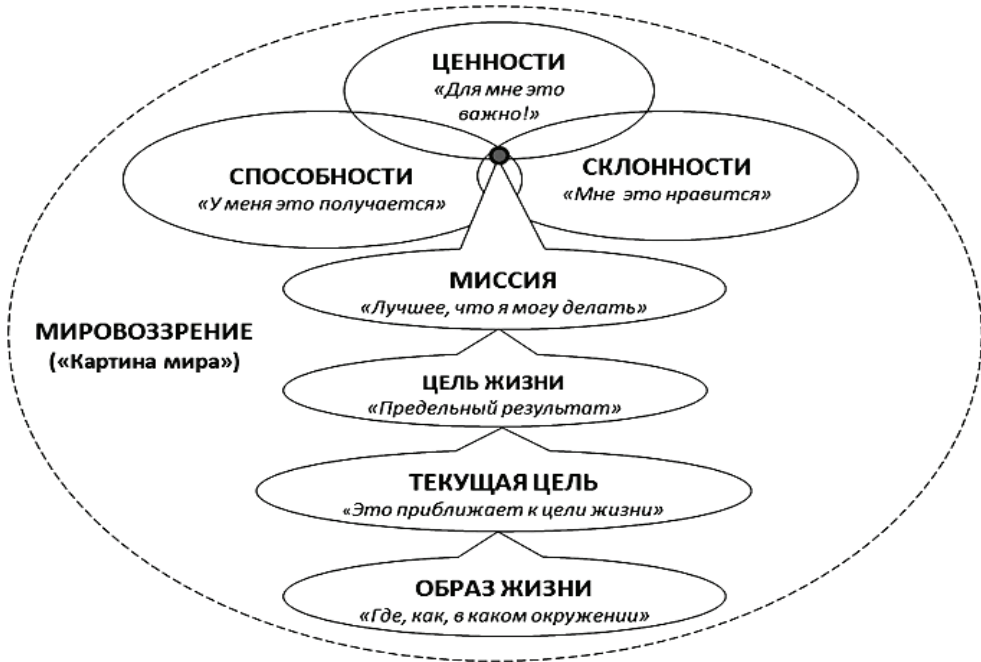 ЦЕННОСТИ
«Для мне это
важно!»
СПОСОБНОСТИ
«У меня это получается»
СКЛОННОСТИ
«Мне это нравится»
МИССИЯ
«Лучшее, что я могу делать»
МИРОВОЗЗРЕНИЕ
(«Картина мира»)
ЦЕЛЬ ЖИЗНИ
«Предельный результат»
ТЕКУЩАЯ ЦЕЛЬ
«Это приближает к цели жизни»
ОБРАЗ ЖИЗНИ
«Где, как, в каком окружении»